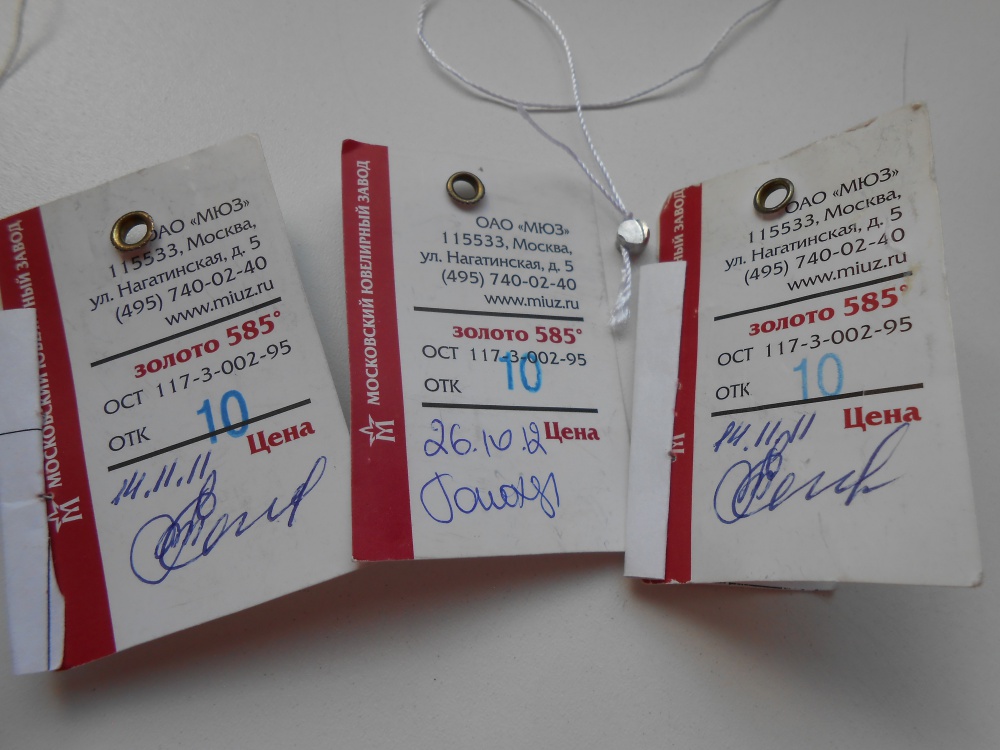 МОСКОВСКИЙ ЮВЕЛИРНЫЙ ЗАВОД
ОАО «МЮЗ»
115533, Москва,
ул. Нагатинская, д. 5
(495) 740-02-40
www.miuz.ru
золото 585°
ОСТ 117-3-002-95
ОТК 10
Цена
14.11.11
МОСКОВСКИЙ ЮВЕЛИРНЫЙ ЗАВОД
ОАО «МЮЗ»
115533, Москва,
ул. Нагатинская, д. 5
(495) 740-02-40
www.miuz.ru
золото 585°
ОСТ 117-3-002-95
ОТК 10
26.10.12 Цена
ЗАВОД
ОАО «МЮЗ»
115533, Москва,
ул. Нагатинская, д. 5
(495) 740-02-40
www.miuz.ru
золото 585°
ОСТ 117-3-002-95
ОТК 10
14.11.11 Цена